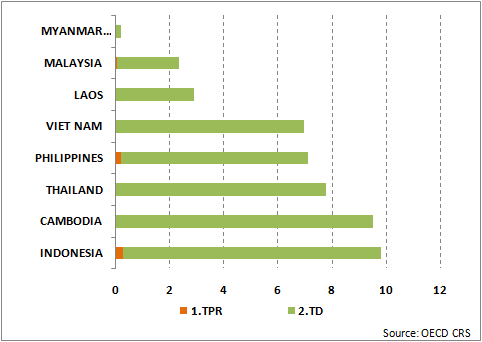 MYANMAR...
MALAYSIA
LAOS
VIET NAM
PHILIPPINES
THAILAND
CAMBODIA
INDONESIA
0 2 4 6 8 10 12
1.TPR 2.TD
Source: OECD CRS